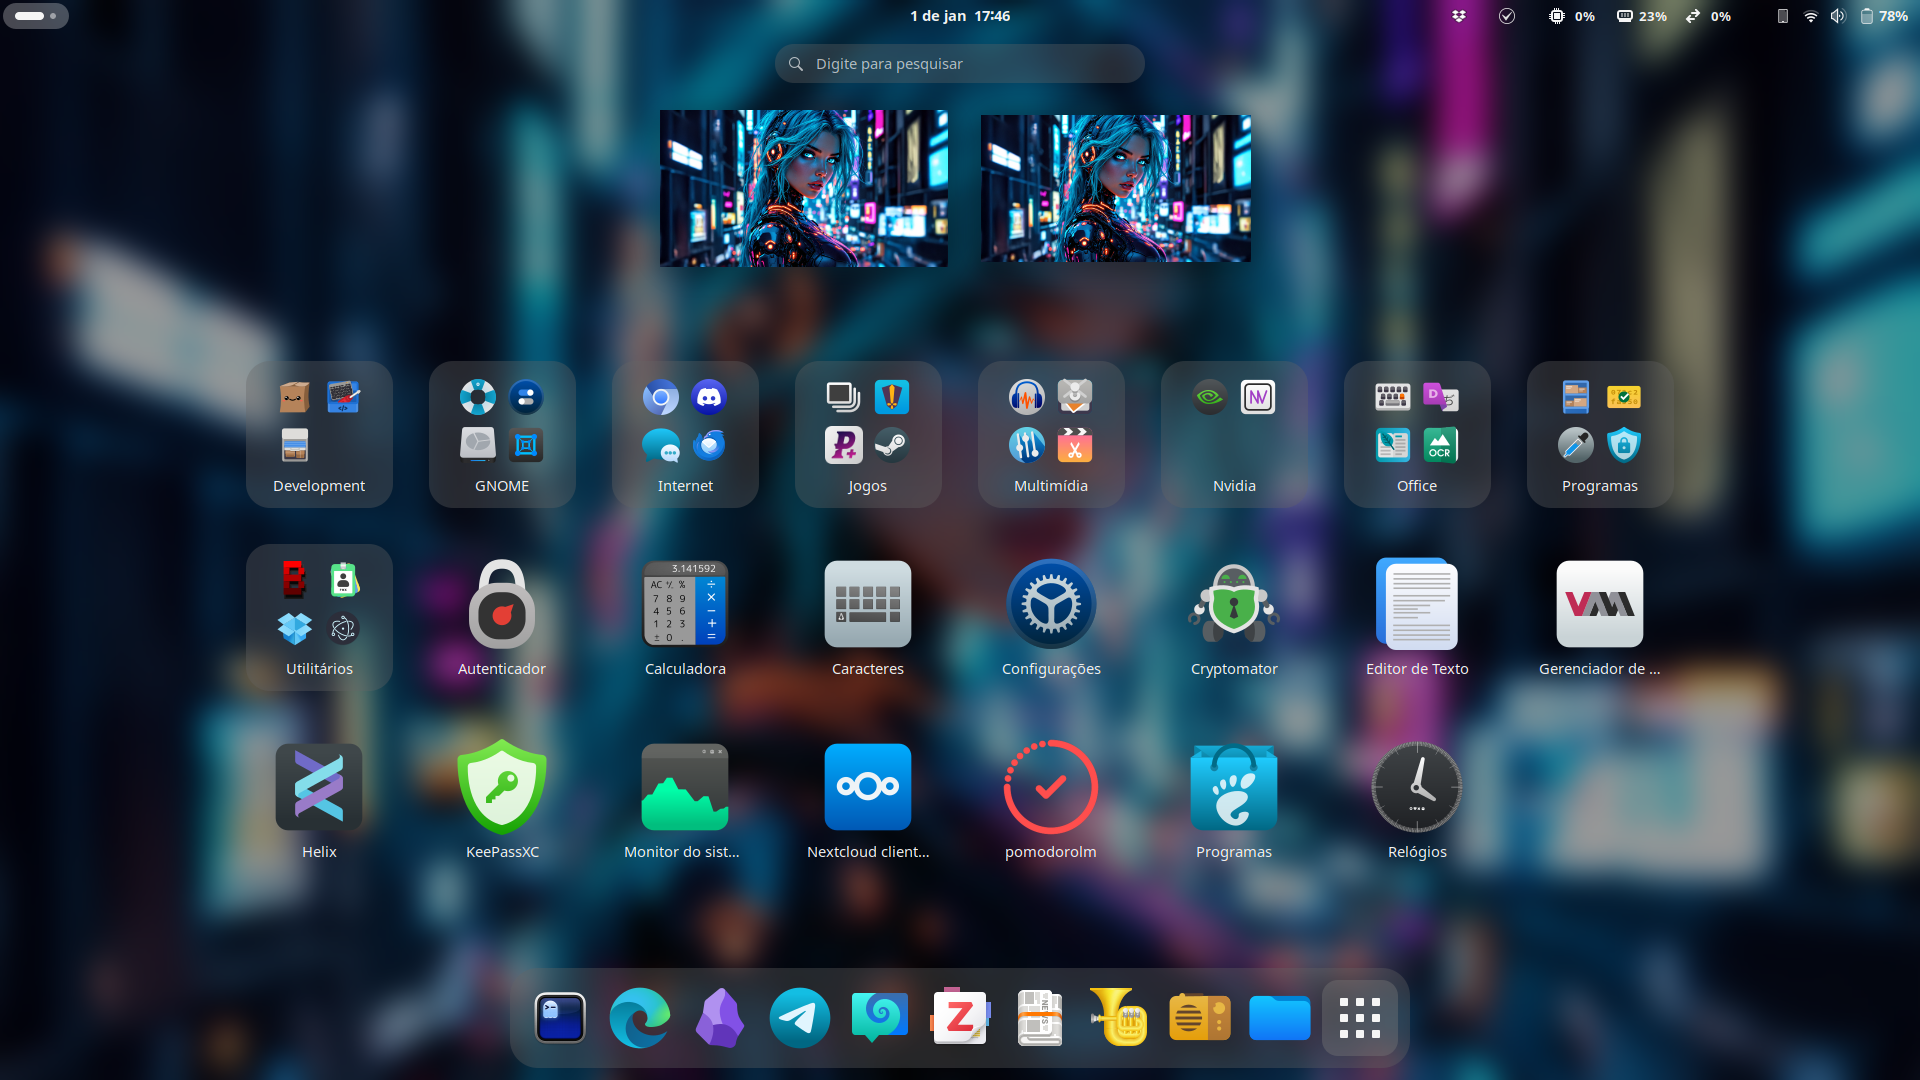 1 de jan 17:46
0%
23%
0%
78%
Digite para pesquisar
Development
GNOME
Internet
Jogos
Multimídia
Nvidia
OCR
Office
Programas
Utilitários
Autenticador
3.141592
AC
%
÷
7 8 9 ×
4 5 6 −
1 2 3 +
± 0 . =
Calculadora
Caracteres
Configurações
Cryptomator
Editor de Texto
Gerenciador de ...
Helix
KeePassXC
Monitor do sist...
Nextcloud client...
pomodorolm
Programas
Relógios
Z
NEWS